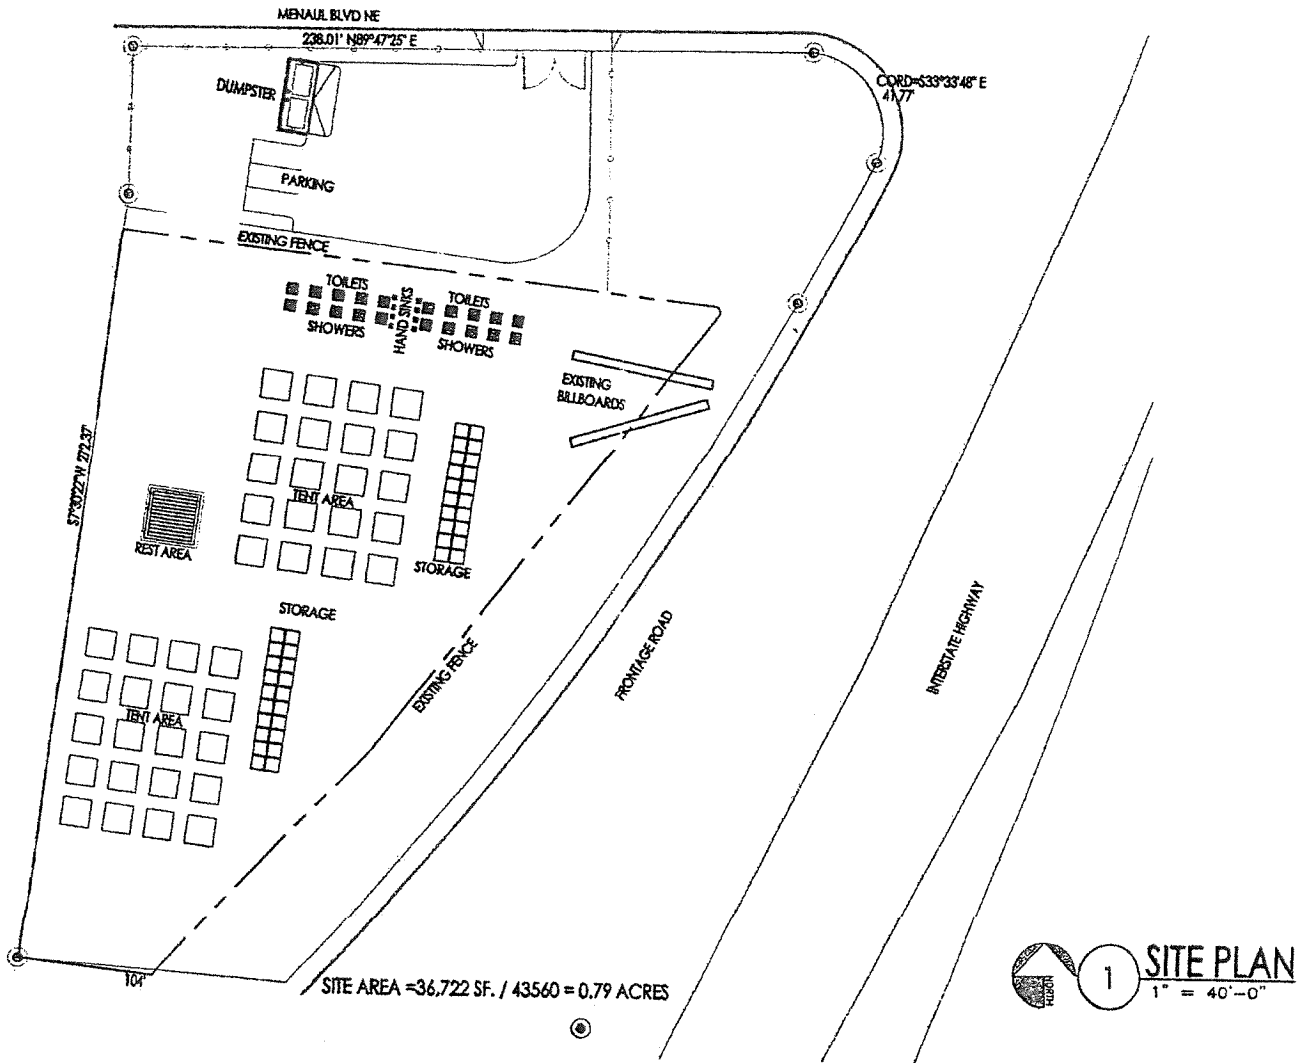 MENAUL BLVD NE
238.01' N89°47'25" E
CORD=S33°33'48" E
41.77'
DUMPSTER
PARKING
EXISTING FENCE
TOILETS
TOILETS
HAND SINKS
SHOWERS
SHOWERS
EXISTING
BILLBOARDS
S7°30'22"W 272.37'
TENT AREA
REST AREA
STORAGE
STORAGE
EXISTING FENCE
FRONTAGE ROAD
INTERSTATE HIGHWAY
TENT AREA
104'
SITE AREA =36,722 SF. / 43560 = 0.79 ACRES
NORTH
1
SITE PLAN
1" = 40'-0"